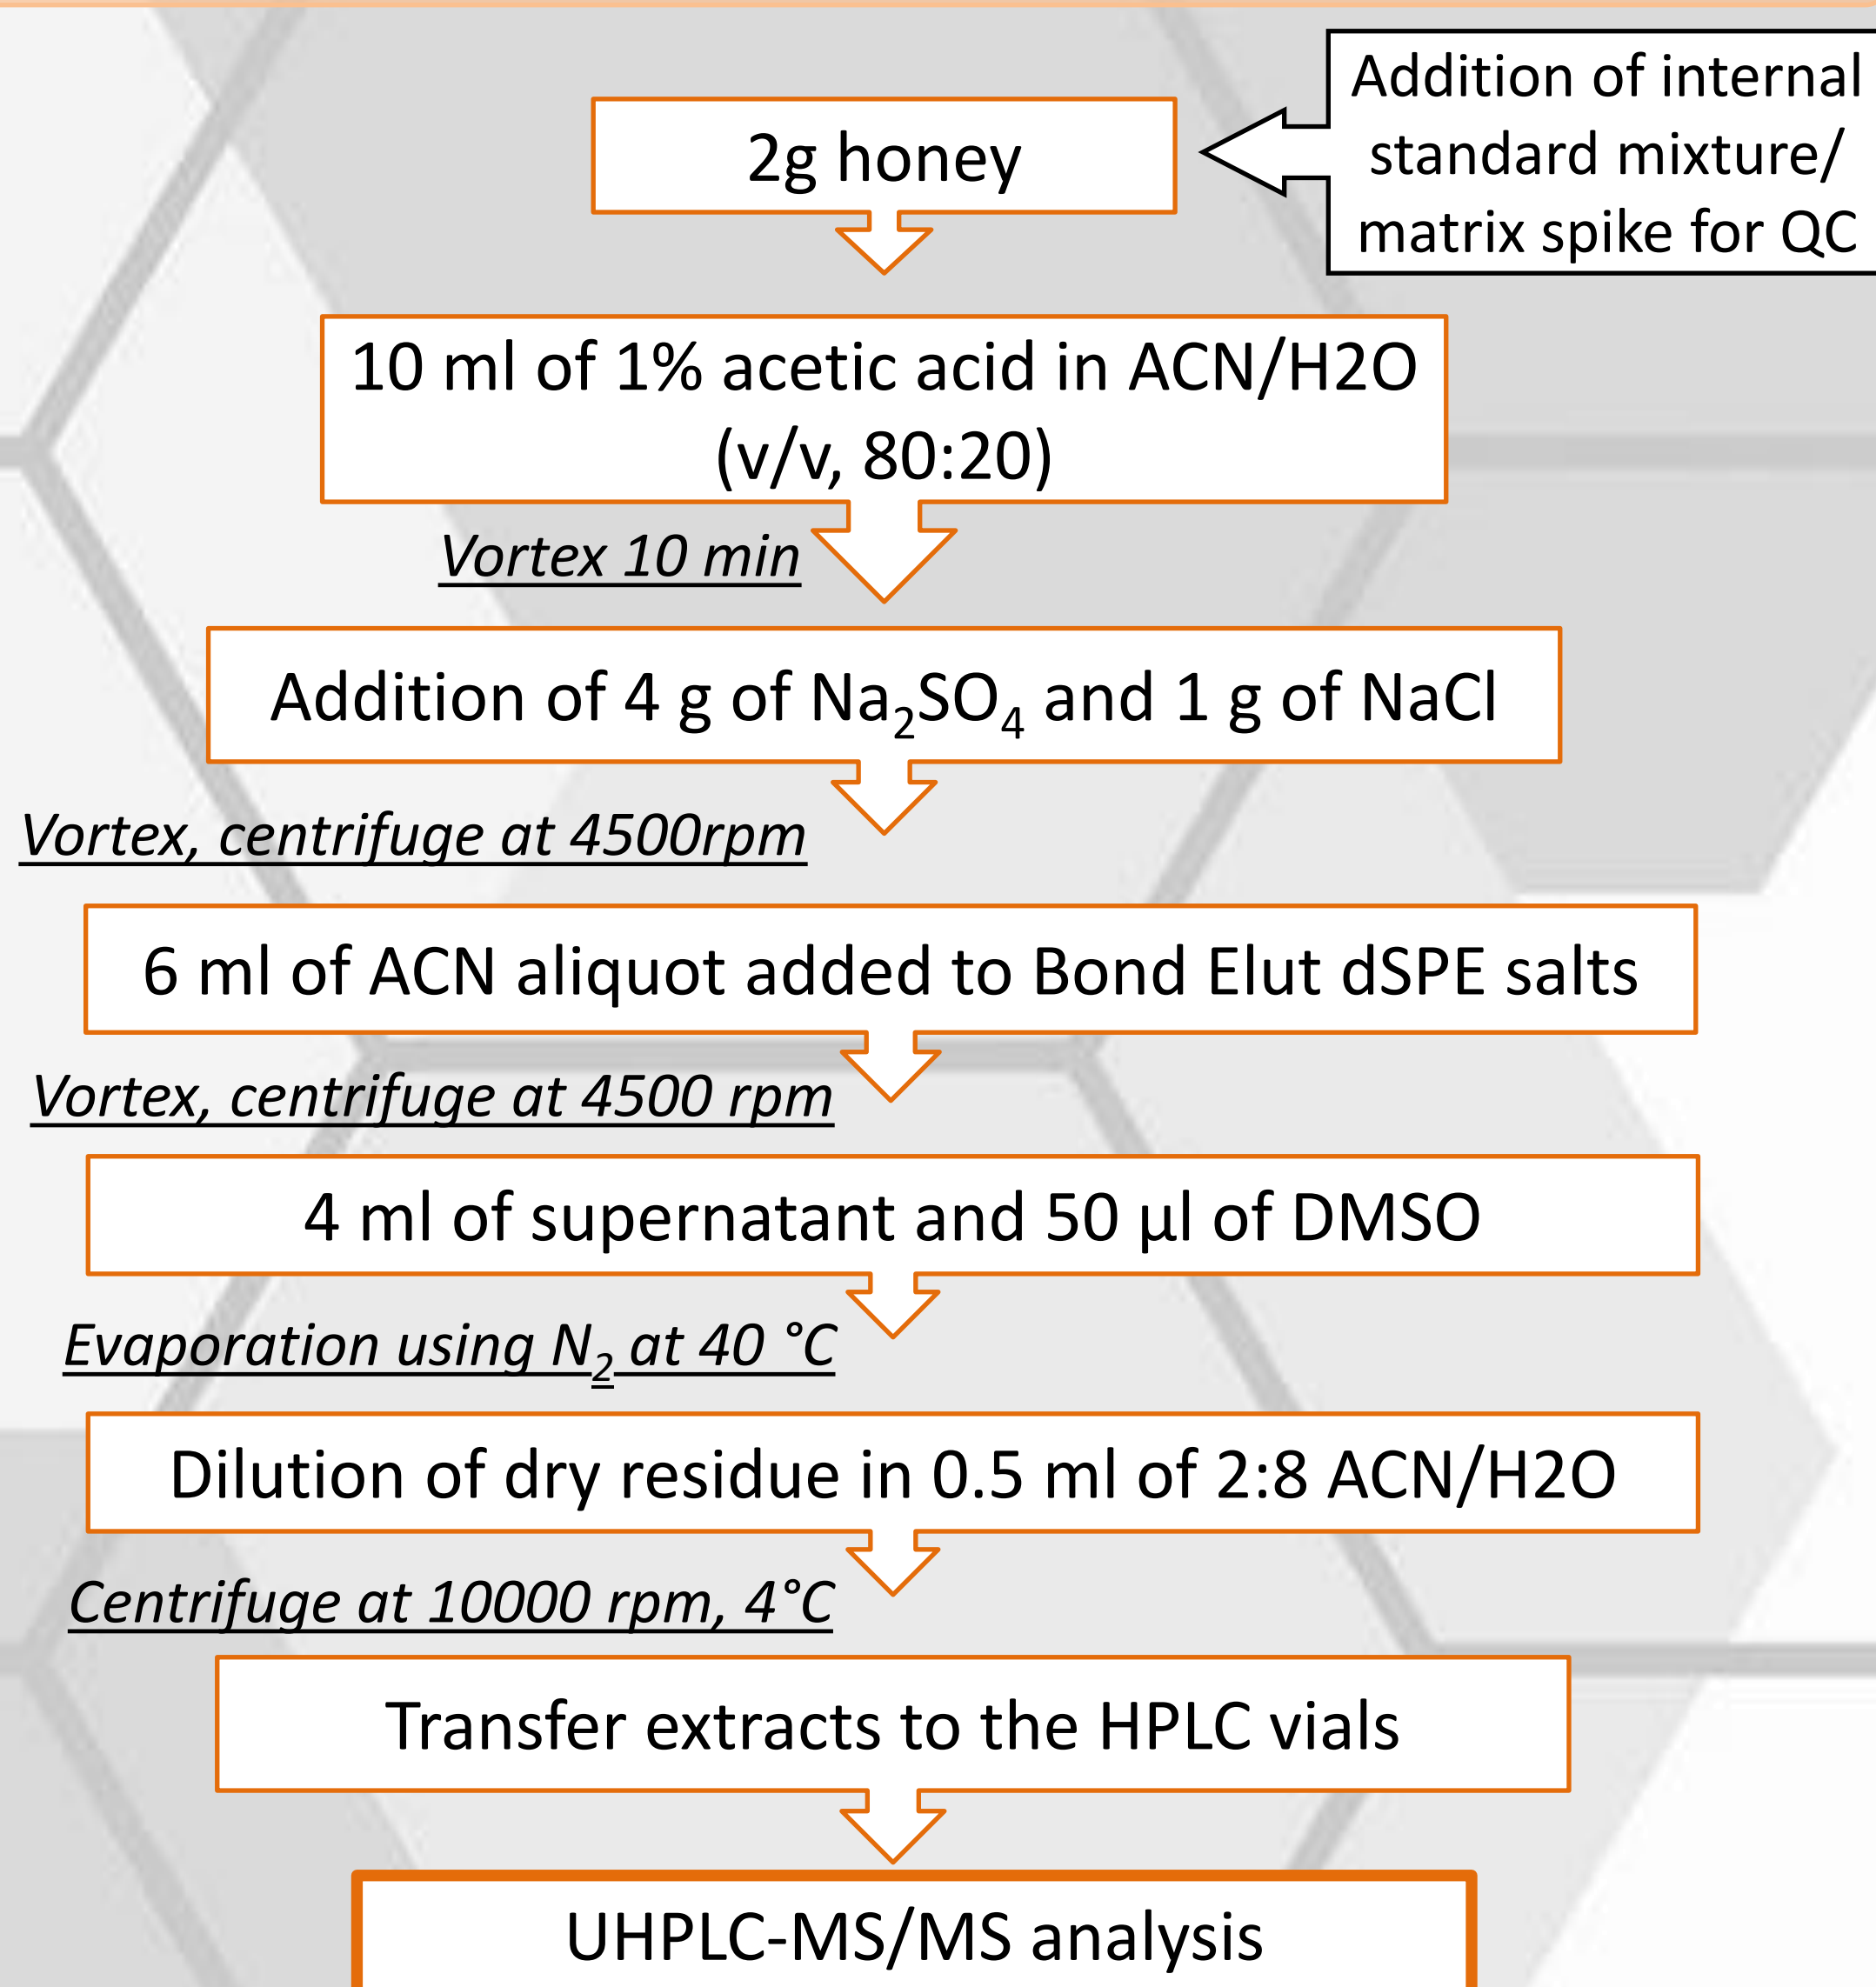 2g honey
Addition of internal
standard mixture/
matrix spike for QC
10 ml of 1% acetic acid in ACN/H2O
(v/v, 80:20)
Vortex 10 min
Addition of 4 g of Na₂SO₄ and 1 g of NaCl
Vortex, centrifuge at 4500rpm
6 ml of ACN aliquot added to Bond Elut dSPE salts
Vortex, centrifuge at 4500 rpm
4 ml of supernatant and 50 µl of DMSO
Evaporation using N₂ at 40 °C
Dilution of dry residue in 0.5 ml of 2:8 ACN/H2O
Centrifuge at 10000 rpm, 4°C
Transfer extracts to the HPLC vials
UHPLC-MS/MS analysis